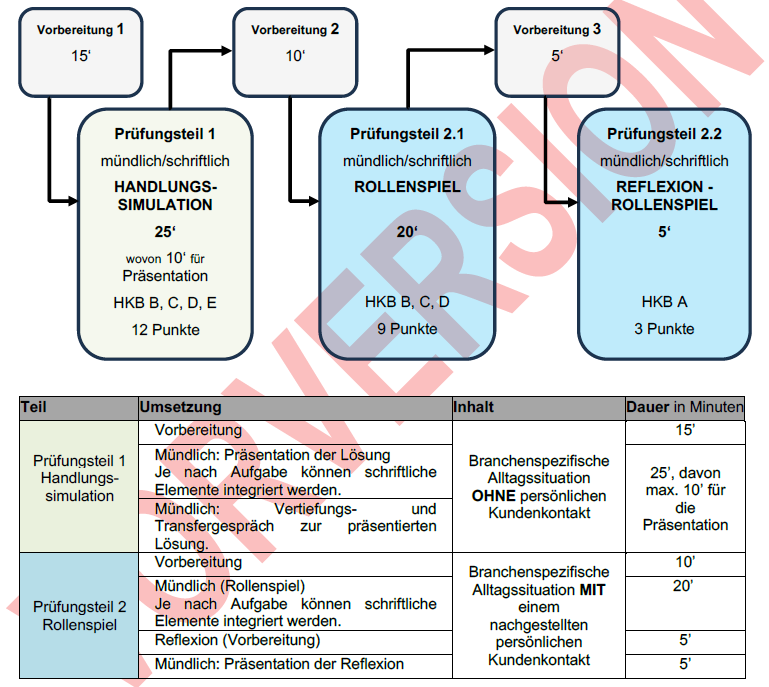 Vorbereitung 1
15‘
Vorbereitung 2
10‘
Vorbereitung 3
5‘
Prüfungsteil 1
mündlich/schriftlich
HANDLUNGS-
SIMULATION
25‘
wovon 10‘ für
Präsentation
HKB B, C, D, E
12 Punkte
Prüfungsteil 2.1
mündlich/schriftlich
ROLLENSPIEL
20‘
HKB B, C, D
9 Punkte
Prüfungsteil 2.2
mündlich/schriftlich
REFLEXION -
ROLLENSPIEL
5‘
HKB A
3 Punkte
VORVERSION
Teil
Umsetzung
Inhalt
Dauer in Minuten
Prüfungsteil 1
Handlungs-
simulation
Vorbereitung
Mündlich: Präsentation der Lösung
Je nach Aufgabe können schriftliche
Elemente integriert werden.
Mündlich: Vertiefungs- und
Transfergespräch zur präsentierten
Lösung.
Branchenspezifische
Alltagssituation
OHNE persönlichen
Kundenkontakt
15’
25’, davon
max. 10’ für
die
Präsentation
Prüfungsteil 2
Rollenspiel
Vorbereitung
Mündlich (Rollenspiel)
Je nach Aufgabe können schriftliche
Elemente integriert werden.
Reflexion (Vorbereitung)
Mündlich: Präsentation der Reflexion
Branchenspezifische
Alltagssituation MIT
einem
nachgestellten
persönlichen
Kundenkontakt
10’
20’
5’
5’